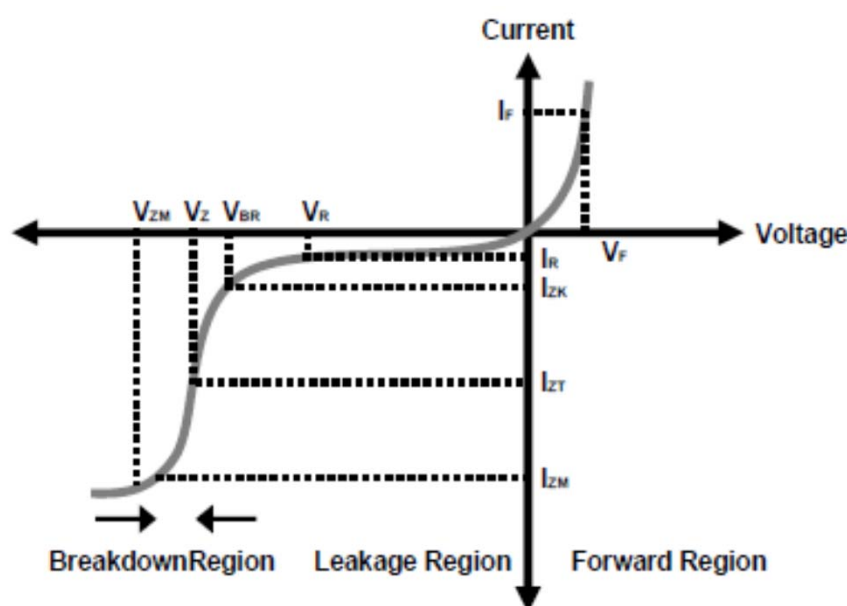 Current
IF
VZM VZ VBR VR
Voltage
VF
IR
IZK
IZT
IZM
BreakdownRegion Leakage Region Forward Region